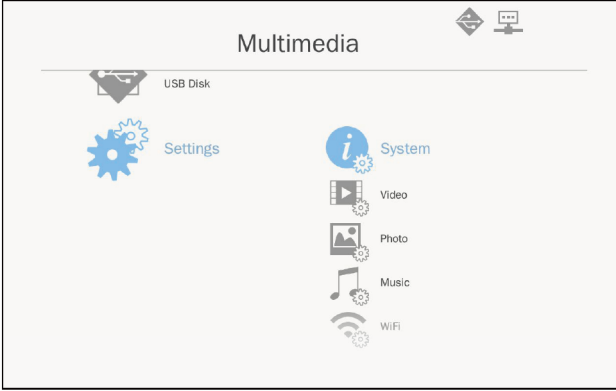 Multimedia
USB Disk
Settings
System
Video
Photo
Music
WiFi